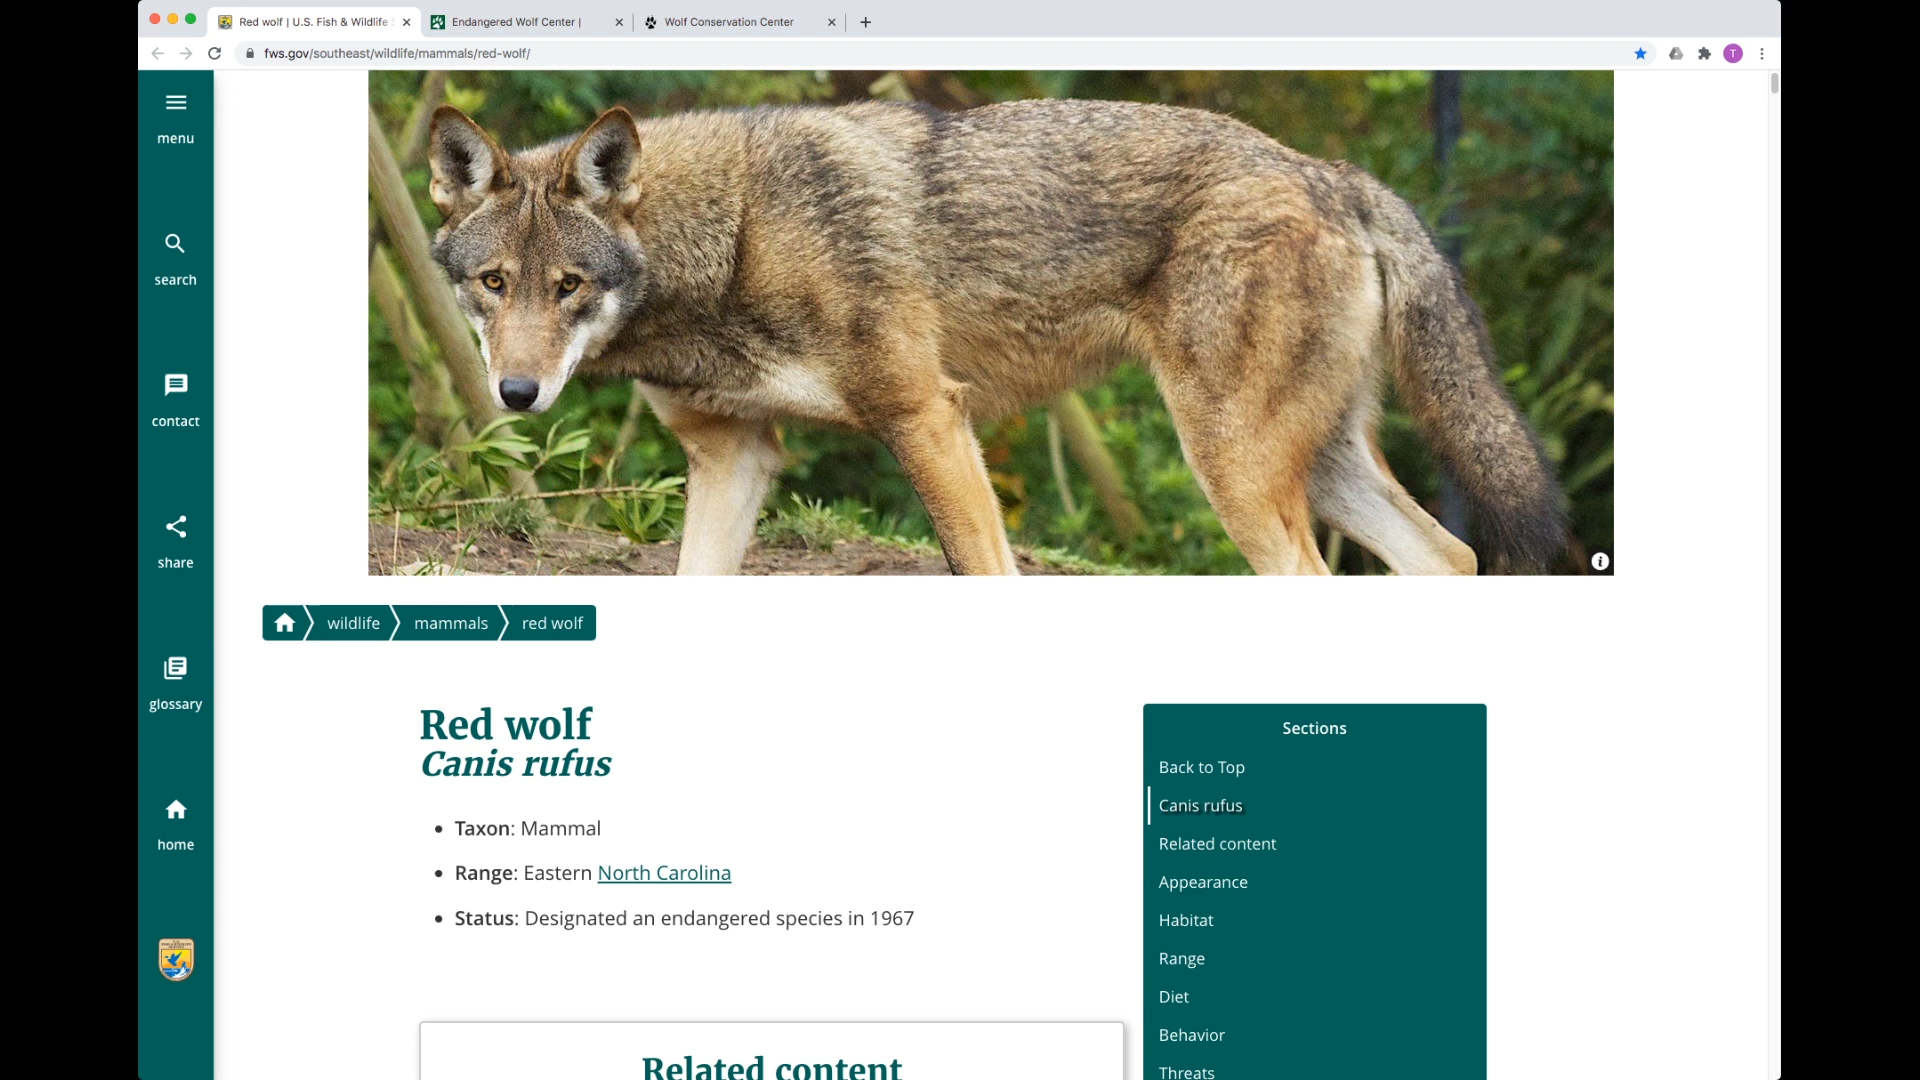 Red wolf | U.S. Fish & Wildlife
Endangered Wolf Center |
Wolf Conservation Center
fws.gov/southeast/wildlife/mammals/red-wolf/
T
menu
search
contact
share
glossary
home
i
wildlife
mammals
red wolf
Red wolf
Canis rufus
Taxon: Mammal
Range: Eastern North Carolina
Status: Designated an endangered species in 1967
Related content
Sections
Back to Top
Canis rufus
Related content
Appearance
Habitat
Range
Diet
Behavior
Threats